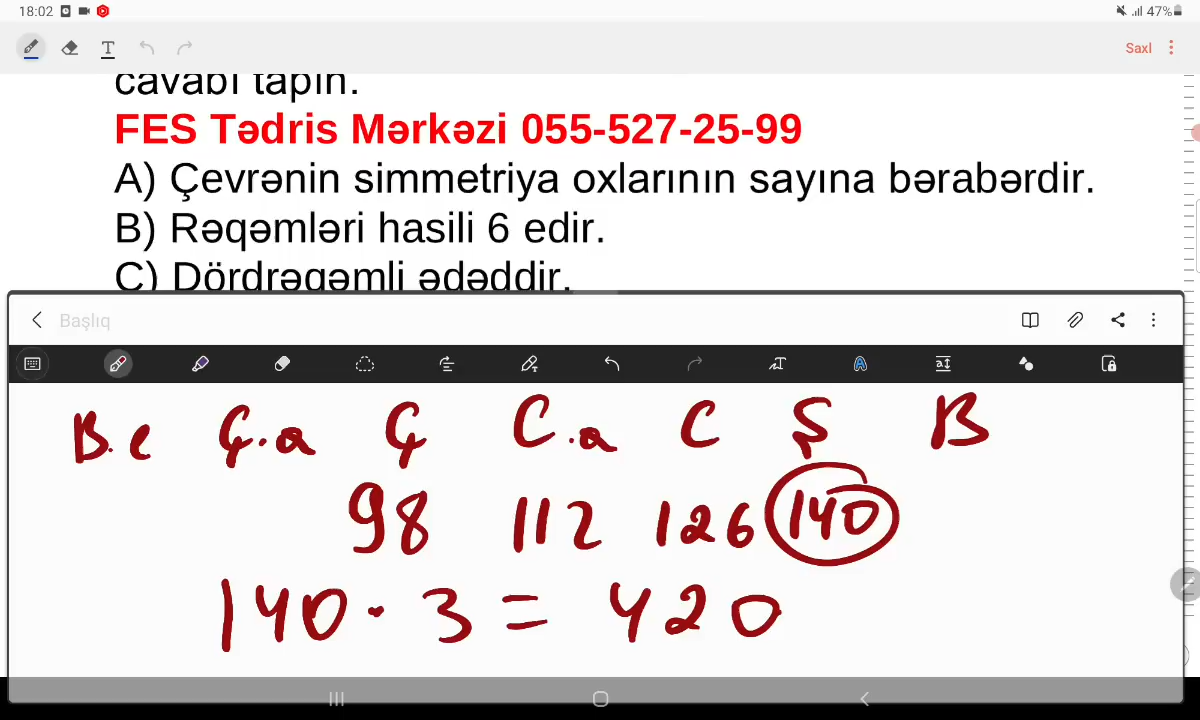 18:02 47%
Saxl
cavabı tapın.
FES Tədris Mərkəzi 055-527-25-99
A) Çevrənin simmetriya oxlarının sayına bərabərdir.
B) Rəqəmləri hasili 6 edir.
C) Dördrəqəmli ədəddir.
Başlıq
B.e Ç.a Ç C.a C Ş B
98 112 126 140
140 · 3 = 420